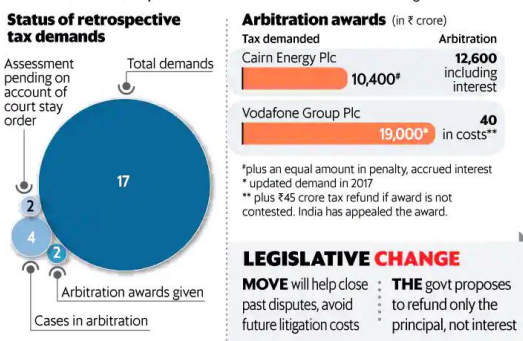 Status of retrospective
tax demands
Assessment
pending on
account of
court stay
order
Total demands
17
2
4
2
Arbitration awards given
Cases in arbitration
Arbitration awards (in ₹ crore)
Tax demanded
Arbitration
Cairn Energy Plc
10,400#
12,600
including
interest
Vodafone Group Plc
19,000*
40
in costs**
#plus an equal amount in penalty, accrued interest
* updated demand in 2017
** plus ₹45 crore tax refund if award is not
contested. India has appealed the award.
LEGISLATIVE CHANGE
MOVE will help close
past disputes, avoid
future litigation costs
THE govt proposes
to refund only the
principal, not interest